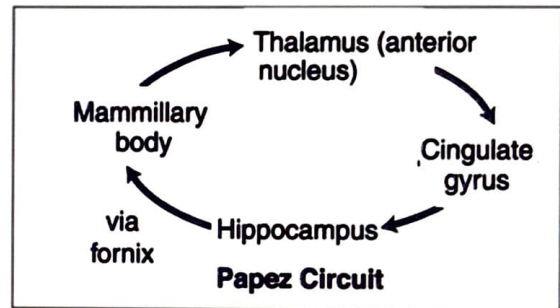 Thalamus (anterior
nucleus)
Mammillary
body
Cingulate
gyrus
via
fornix
Hippocampus
Papez Circuit